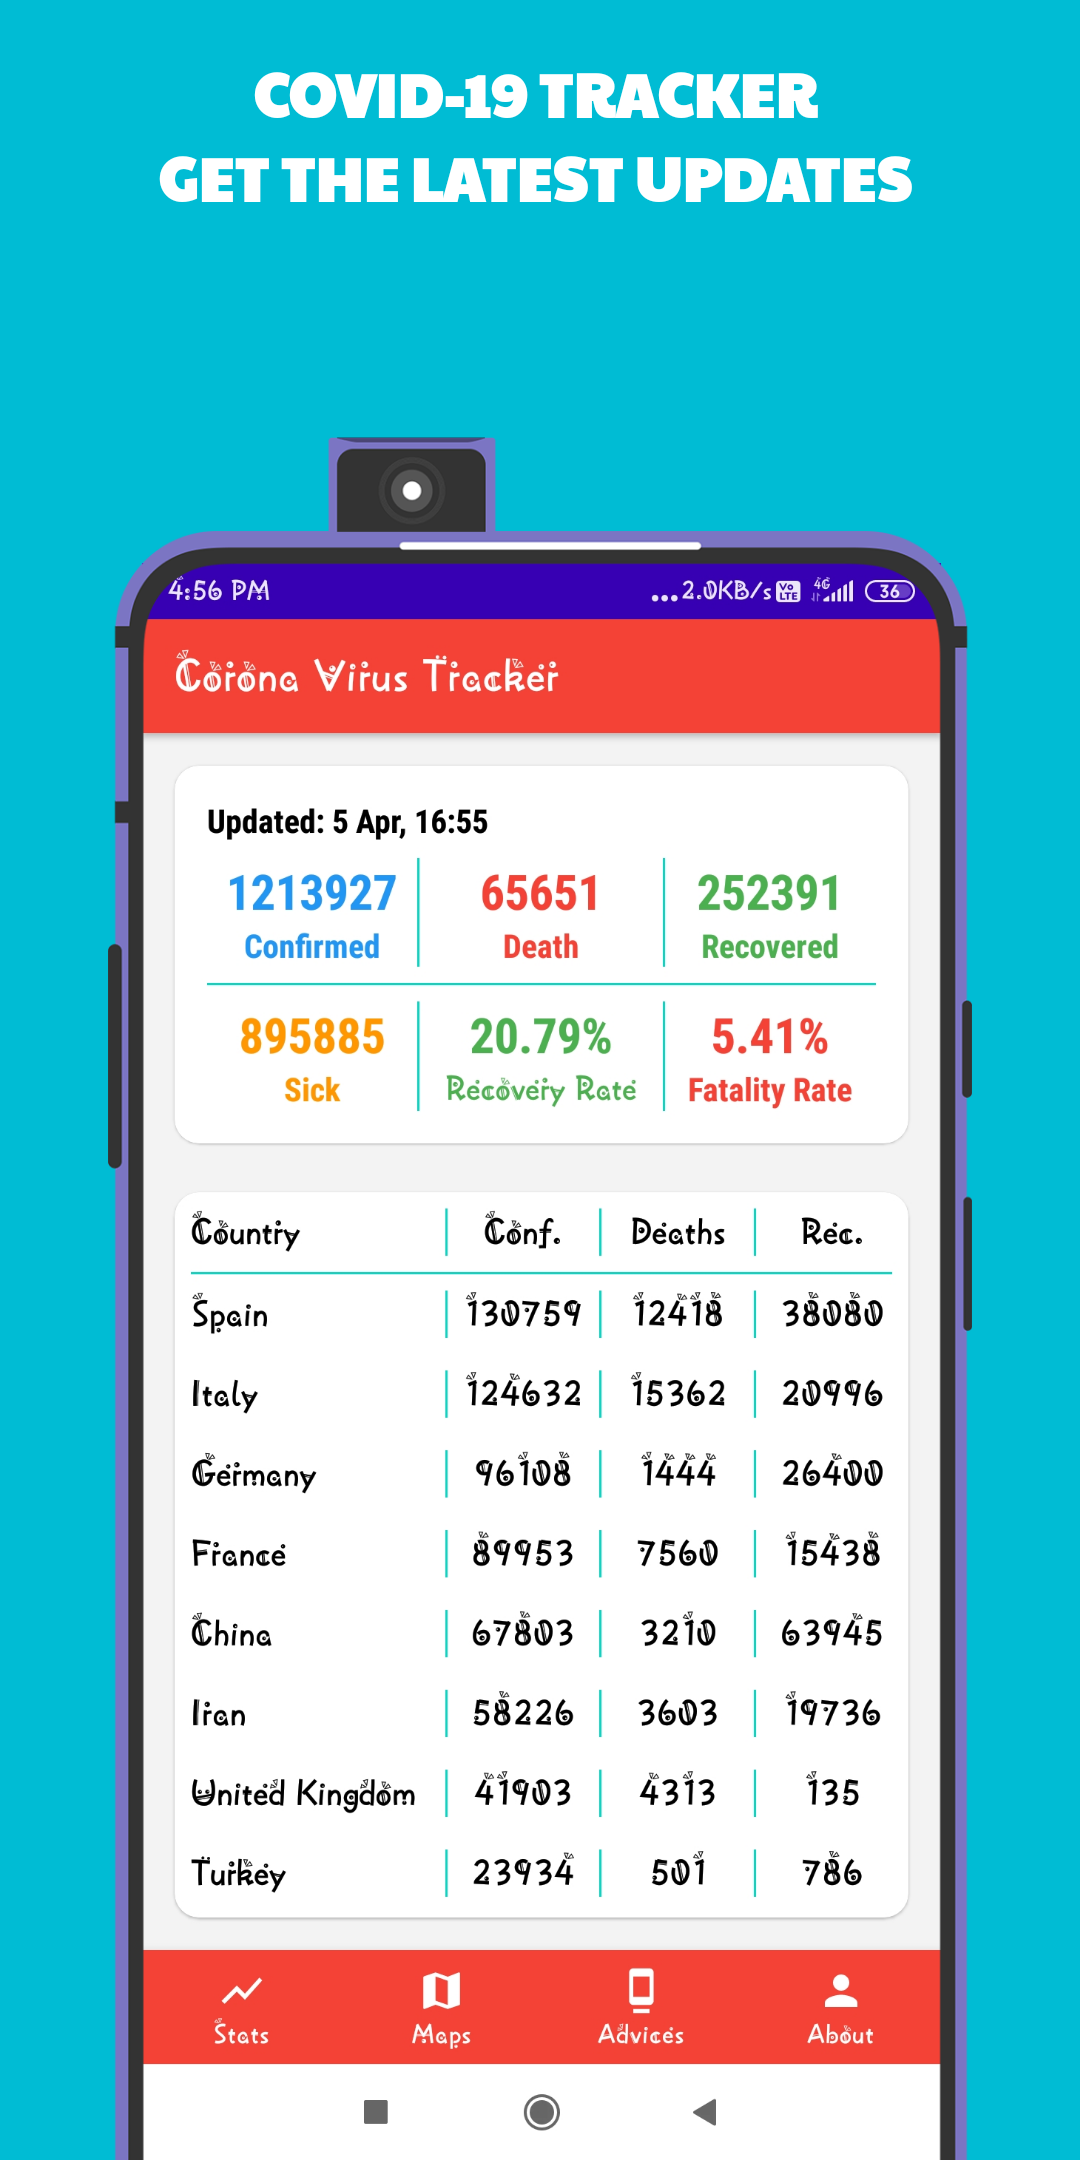 COVID-19 TRACKER
GET THE LATEST UPDATES
4:56 PM ...2.0KB/s Vo LTE 4G 36
Corona Virus Tracker
Updated: 5 Apr, 16:55
1213927 65651 252391
Confirmed Death Recovered
895885 20.79% 5.41%
Sick Recovery Rate Fatality Rate
Country Conf. Deaths Rec.
Spain 130759 12418 38080
Italy 124632 15362 20996
Germany 96108 1444 26400
France 89953 7560 15438
China 67803 3210 63945
Iran 58226 3603 19736
United Kingdom 41903 4313 135
Turkey 23934 501 786
Stats Maps Advices About